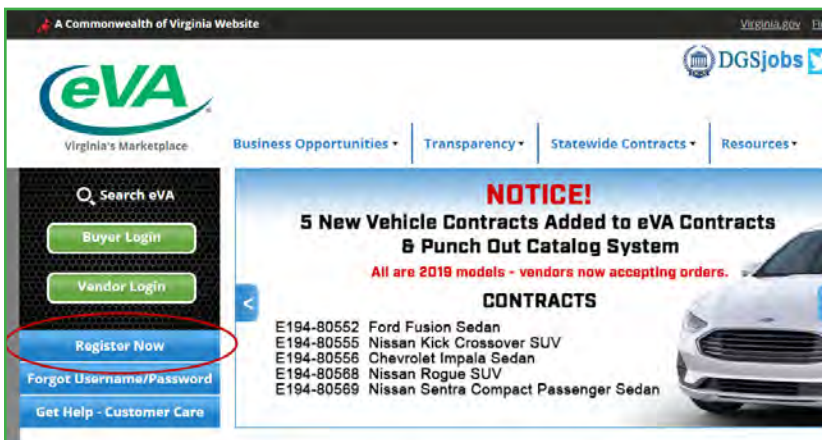 A Commonwealth of Virginia Website
Virginia.gov
DGSjobs
eVA
Virginia's Marketplace
Business Opportunities
Transparency
Statewide Contracts
Resources
Search eVA
Buyer Login
Vendor Login
Register Now
Forgot Username/Password
Get Help - Customer Care
NOTICE!
5 New Vehicle Contracts Added to eVA Contracts
& Punch Out Catalog System
All are 2019 models - vendors now accepting orders.
CONTRACTS
E194-80552 Ford Fusion Sedan
E194-80555 Nissan Kick Crossover SUV
E194-80556 Chevrolet Impala Sedan
E194-80568 Nissan Rogue SUV
E194-80569 Nissan Sentra Compact Passenger Sedan